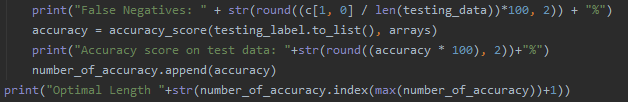 print("False Negatives: " + str(round((c[1, 0] / len(testing_data))*100, 2)) + "%")
accuracy = accuracy_score(testing_label.to_list(), arrays)
print("Accuracy score on test data: "+str(round((accuracy * 100), 2))+"%")
number_of_accuracy.append(accuracy)
print("Optimal Length "+str(number_of_accuracy.index(max(number_of_accuracy))+1))